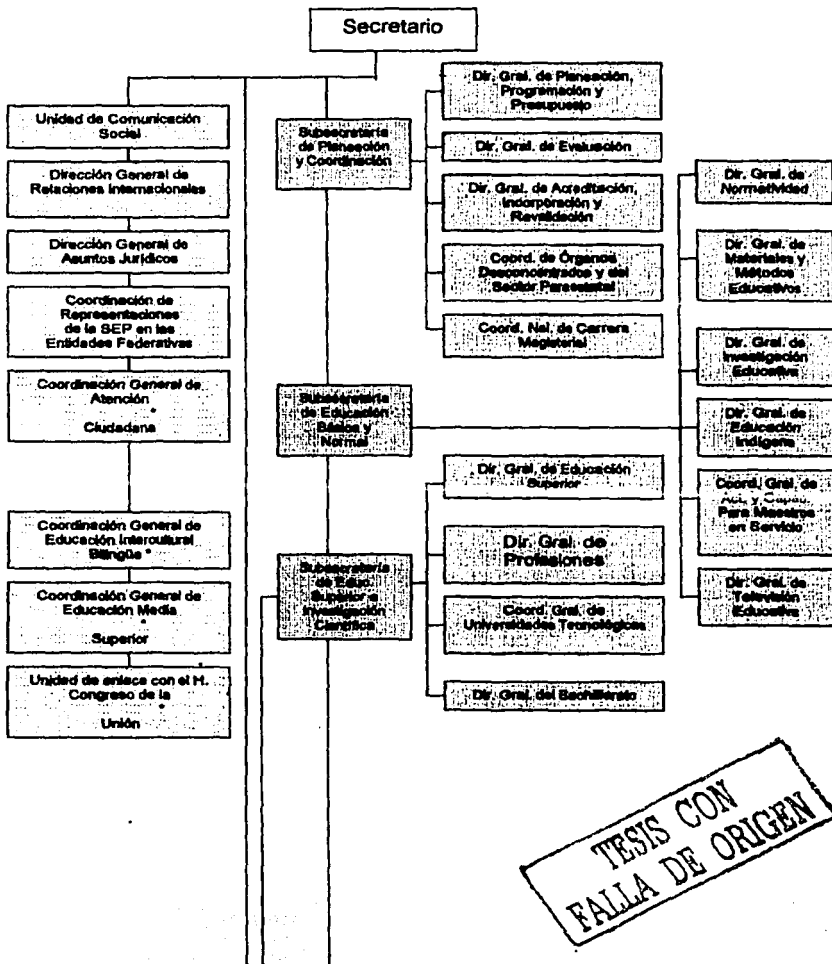 Secretario
Unidad de Comunicación
Social
Dirección General de
Relaciones Internacionales
Dirección General de
Asuntos Jurídicos
Coordinación de
Representaciones
de la SEP en las
Entidades Federativas
Coordinación General de
Atención
*
Ciudadana
Coordinación General de
Educación Intercultural
Bilingüe *
Coordinación General de
Educación Media
*
Superior
Unidad de enlace con el H.
Congreso de la
*
Unión
Subsecretaría
de Planeación
y Coordinación
Dir. Gral. de Planeación,
Programación y
Presupuesto
Dir. Gral. de Evaluación
Dir. Gral. de Acreditación,
Incorporación y
Revalidación
Coord. de Órganos
Desconcentrados y del
Sector Paraestatal
Coord. Nal. de Carrera
Magisterial
Subsecretaría
de Educación
Básica y
Normal
Dir. Gral. de
Normatividad
Dir. Gral. de
Materiales y
Métodos
Educativos
Dir. Gral. de
Investigación
Educativa
Dir. Gral. de
Educación
Indígena
Coord. Gral. de
Para Maestros
en Servicio
Dir. Gral. de
Televisión
Educativa
Subsecretaría
de Educ.
Superior e
Investigación
Científica
Dir. Gral. de Educación
Superior
Dir. Gral. de
Profesiones
Coord. Gral. de
Universidades Tecnológicas
Dir. Gral. del Bachillerato
TESIS CON
FALLA DE ORIGEN